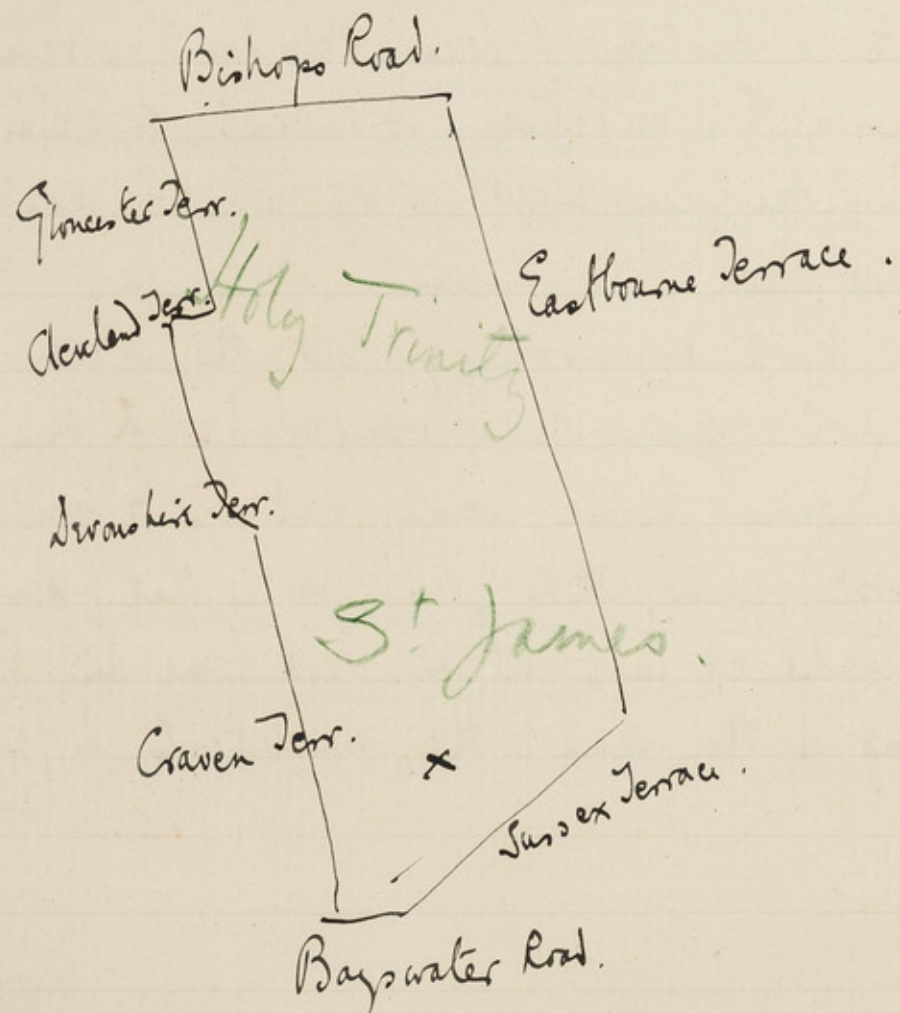 Bishops Road.
Gloucester Terr.
Holy Trinity
Eastbourne Terrace.
Cleveland Terr.
Devonshire Terr.
St James.
Craven Terr.
x
Sussex Terrace.
Bayswater Road.